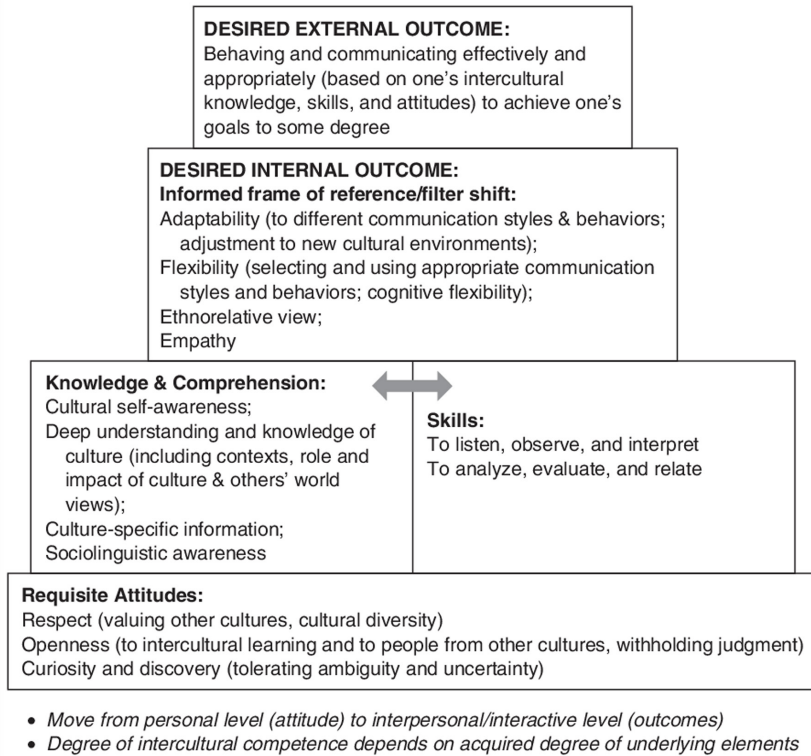 DESIRED EXTERNAL OUTCOME:
Behaving and communicating effectively and
appropriately (based on one’s intercultural
knowledge, skills, and attitudes) to achieve one’s
goals to some degree
DESIRED INTERNAL OUTCOME:
Informed frame of reference/filter shift:
Adaptability (to different communication styles & behaviors;
adjustment to new cultural environments);
Flexibility (selecting and using appropriate communication
styles and behaviors; cognitive flexibility);
Ethnorelative view;
Empathy
Knowledge & Comprehension:
Cultural self-awareness;
Deep understanding and knowledge of
culture (including contexts, role and
impact of culture & others’ world
views);
Culture-specific information;
Sociolinguistic awareness
Skills:
To listen, observe, and interpret
To analyze, evaluate, and relate
Requisite Attitudes:
Respect (valuing other cultures, cultural diversity)
Openness (to intercultural learning and to people from other cultures, withholding judgment)
Curiosity and discovery (tolerating ambiguity and uncertainty)
• Move from personal level (attitude) to interpersonal/interactive level (outcomes)
• Degree of intercultural competence depends on acquired degree of underlying elements